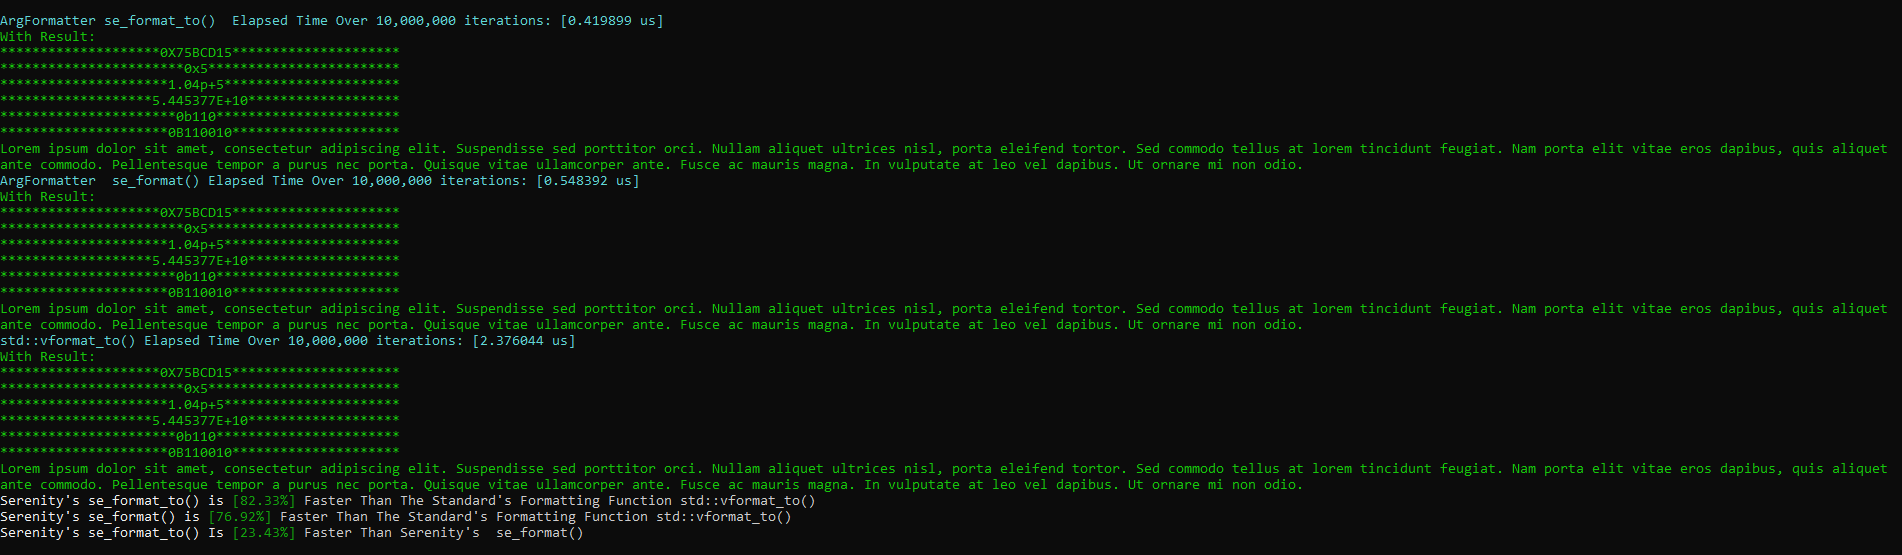 ArgFormatter se_format_to()  Elapsed Time Over 10,000,000 iterations: [0.419899 us]
With Result:
********************0X75BCD15*********************
***********************0x5************************
*********************1.04p+5**********************
*******************5.445377E+10*******************
**********************0b110***********************
*********************0B110010*********************
Lorem ipsum dolor sit amet, consectetur adipiscing elit. Suspendisse sed porttitor orci. Nullam aliquet ultrices nisl, porta eleifend tortor. Sed commodo tellus at lorem tincidunt feugiat. Nam porta elit vitae eros dapibus, quis aliquet
ante commodo. Pellentesque tempor a purus nec porta. Quisque vitae ullamcorper ante. Fusce ac mauris magna. In vulputate at leo vel dapibus. Ut ornare mi non odio.
ArgFormatter  se_format() Elapsed Time Over 10,000,000 iterations: [0.548392 us]
With Result:
********************0X75BCD15*********************
***********************0x5************************
*********************1.04p+5**********************
*******************5.445377E+10*******************
**********************0b110***********************
*********************0B110010*********************
Lorem ipsum dolor sit amet, consectetur adipiscing elit. Suspendisse sed porttitor orci. Nullam aliquet ultrices nisl, porta eleifend tortor. Sed commodo tellus at lorem tincidunt feugiat. Nam porta elit vitae eros dapibus, quis aliquet
ante commodo. Pellentesque tempor a purus nec porta. Quisque vitae ullamcorper ante. Fusce ac mauris magna. In vulputate at leo vel dapibus. Ut ornare mi non odio.
std::vformat_to() Elapsed Time Over 10,000,000 iterations: [2.376044 us]
With Result:
********************0X75BCD15*********************
***********************0x5************************
*********************1.04p+5**********************
*******************5.445377E+10*******************
**********************0b110***********************
*********************0B110010*********************
Lorem ipsum dolor sit amet, consectetur adipiscing elit. Suspendisse sed porttitor orci. Nullam aliquet ultrices nisl, porta eleifend tortor. Sed commodo tellus at lorem tincidunt feugiat. Nam porta elit vitae eros dapibus, quis aliquet
ante commodo. Pellentesque tempor a purus nec porta. Quisque vitae ullamcorper ante. Fusce ac mauris magna. In vulputate at leo vel dapibus. Ut ornare mi non odio.
Serenity's se_format_to() is [82.33%] Faster Than The Standard's Formatting Function std::vformat_to()
Serenity's se_format() is [76.92%] Faster Than The Standard's Formatting Function std::vformat_to()
Serenity's se_format_to() Is [23.43%] Faster Than Serenity's  se_format()